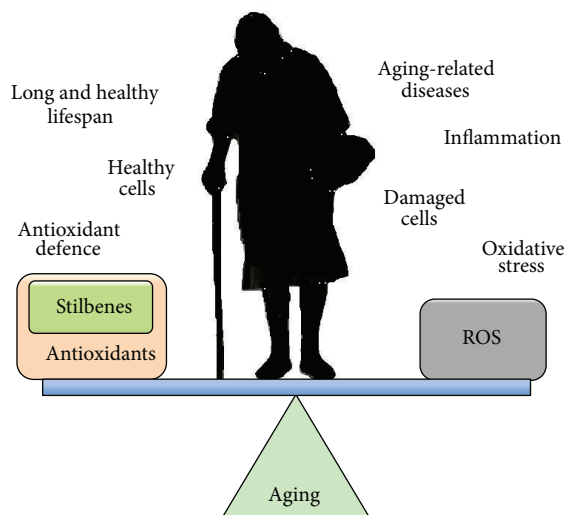 Long and healthy
lifespan
Healthy
cells
Antioxidant
defence
Stilbenes
Antioxidants
Aging-related
diseases
Inflammation
Damaged
cells
Oxidative
stress
ROS
Aging